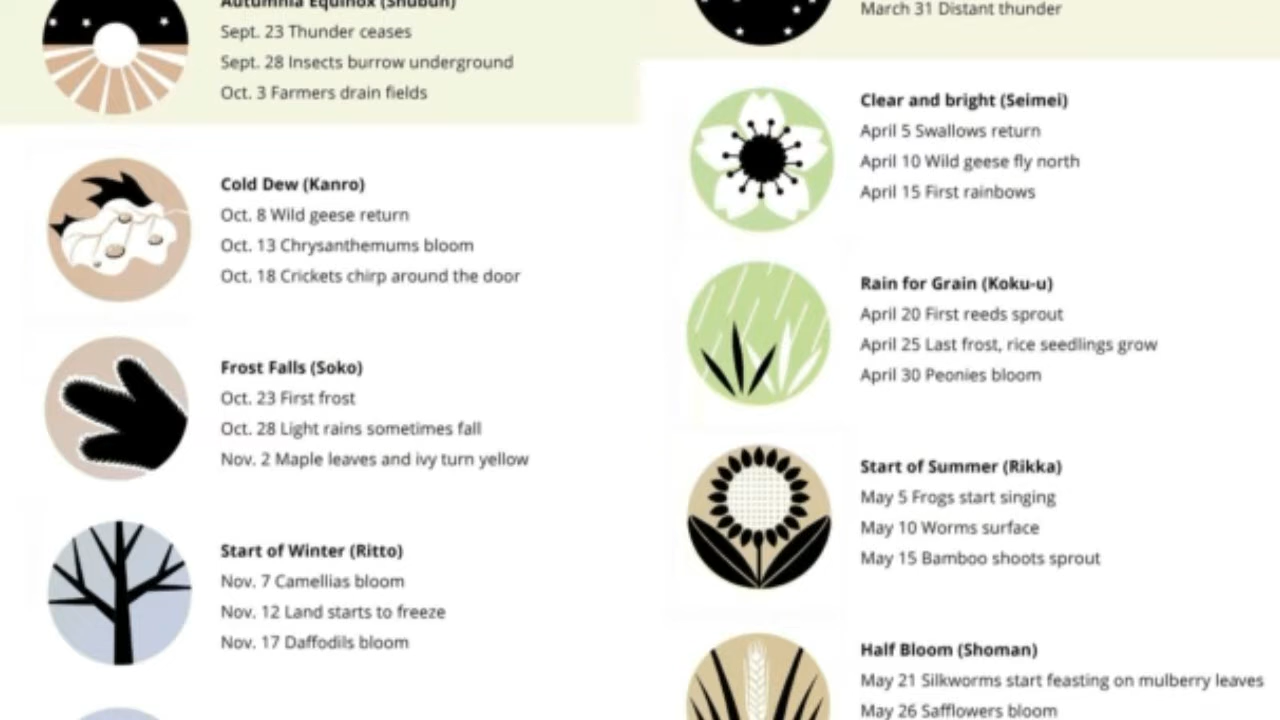 Autumnla Equinox (Shubun)
Sept. 23 Thunder ceases
Sept. 28 Insects burrow underground
Oct. 3 Farmers drain fields
Cold Dew (Kanro)
Oct. 8 Wild geese return
Oct. 13 Chrysanthemums bloom
Oct. 18 Crickets chirp around the door
Frost Falls (Soko)
Oct. 23 First frost
Oct. 28 Light rains sometimes fall
Nov. 2 Maple leaves and ivy turn yellow
Start of Winter (Ritto)
Nov. 7 Camellias bloom
Nov. 12 Land starts to freeze
Nov. 17 Daffodils bloom
March 31 Distant thunder
Clear and bright (Seimei)
April 5 Swallows return
April 10 Wild geese fly north
April 15 First rainbows
Rain for Grain (Koku-u)
April 20 First reeds sprout
April 25 Last frost, rice seedlings grow
April 30 Peonies bloom
Start of Summer (Rikka)
May 5 Frogs start singing
May 10 Worms surface
May 15 Bamboo shoots sprout
Half Bloom (Shoman)
May 21 Silkworms start feasting on mulberry leaves
May 26 Safflowers bloom